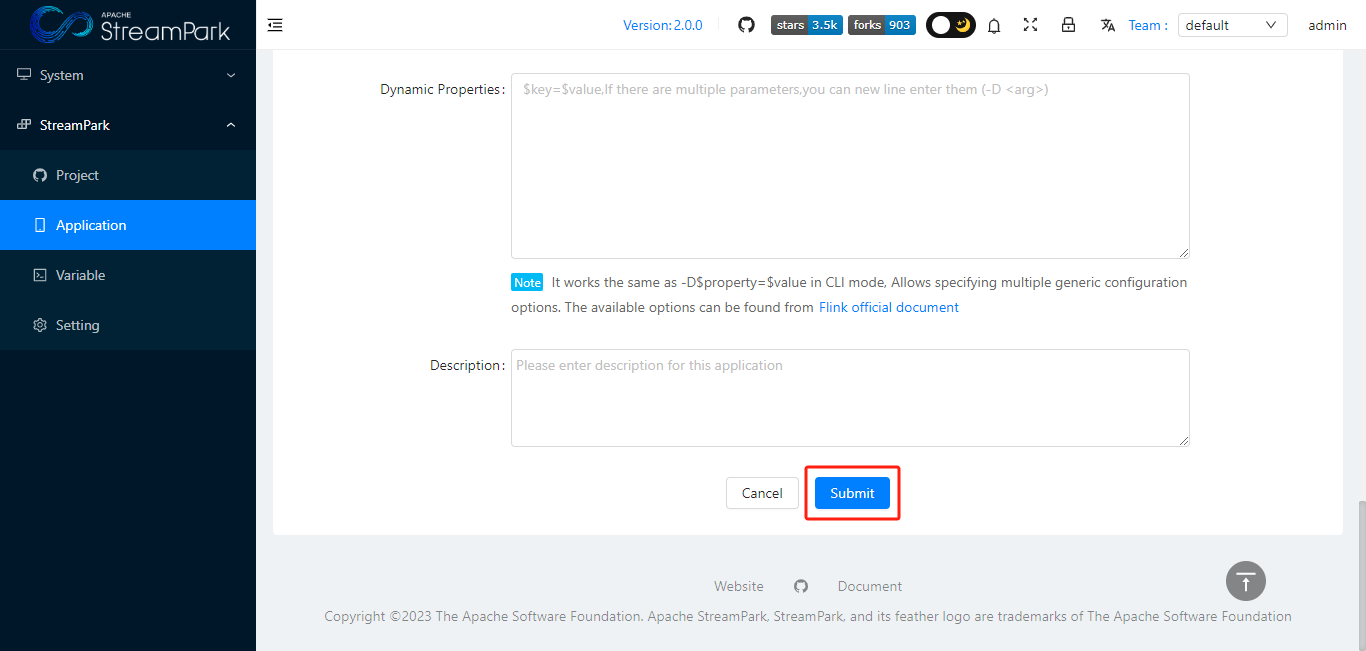 APACHE
StreamPark
Version:2.0.0
stars 3.5k
forks 903
Team :
default
admin
System
StreamPark
Project
Application
Variable
Setting
Dynamic Properties:
$key=$value,If there are multiple parameters,you can new line enter them (-D <arg>)
Note It works the same as -D$property=$value in CLI mode, Allows specifying multiple generic configuration
options. The available options can be found from Flink official document
Description:
Please enter description for this application
Cancel
Submit
Website
Document
Copyright ©2023 The Apache Software Foundation. Apache StreamPark, StreamPark, and its feather logo are trademarks of The Apache Software Foundation